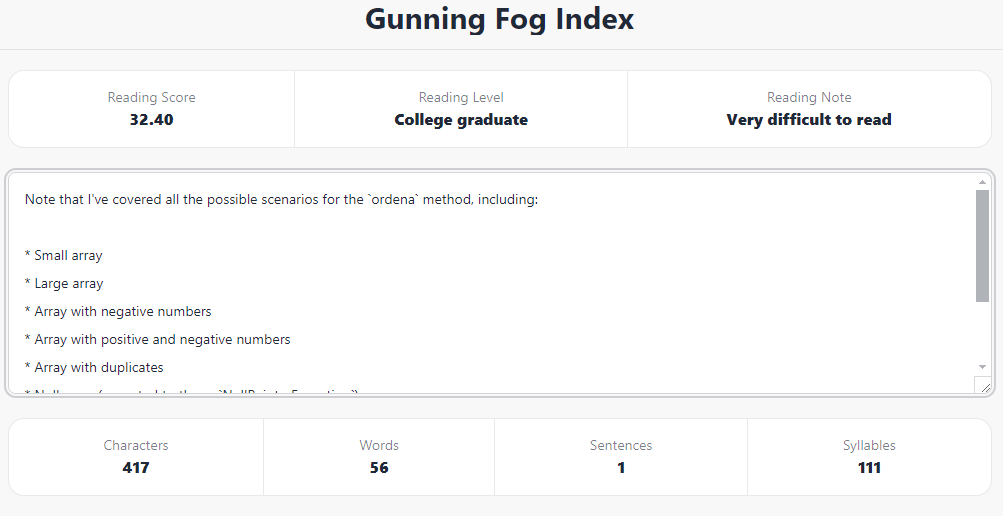 Gunning Fog Index
Reading Score
32.40
Reading Level
College graduate
Reading Note
Very difficult to read
Note that I've covered all the possible scenarios for the `ordena` method, including:
* Small array
* Large array
* Array with negative numbers
* Array with positive and negative numbers
* Array with duplicates
Characters
417
Words
56
Sentences
1
Syllables
111